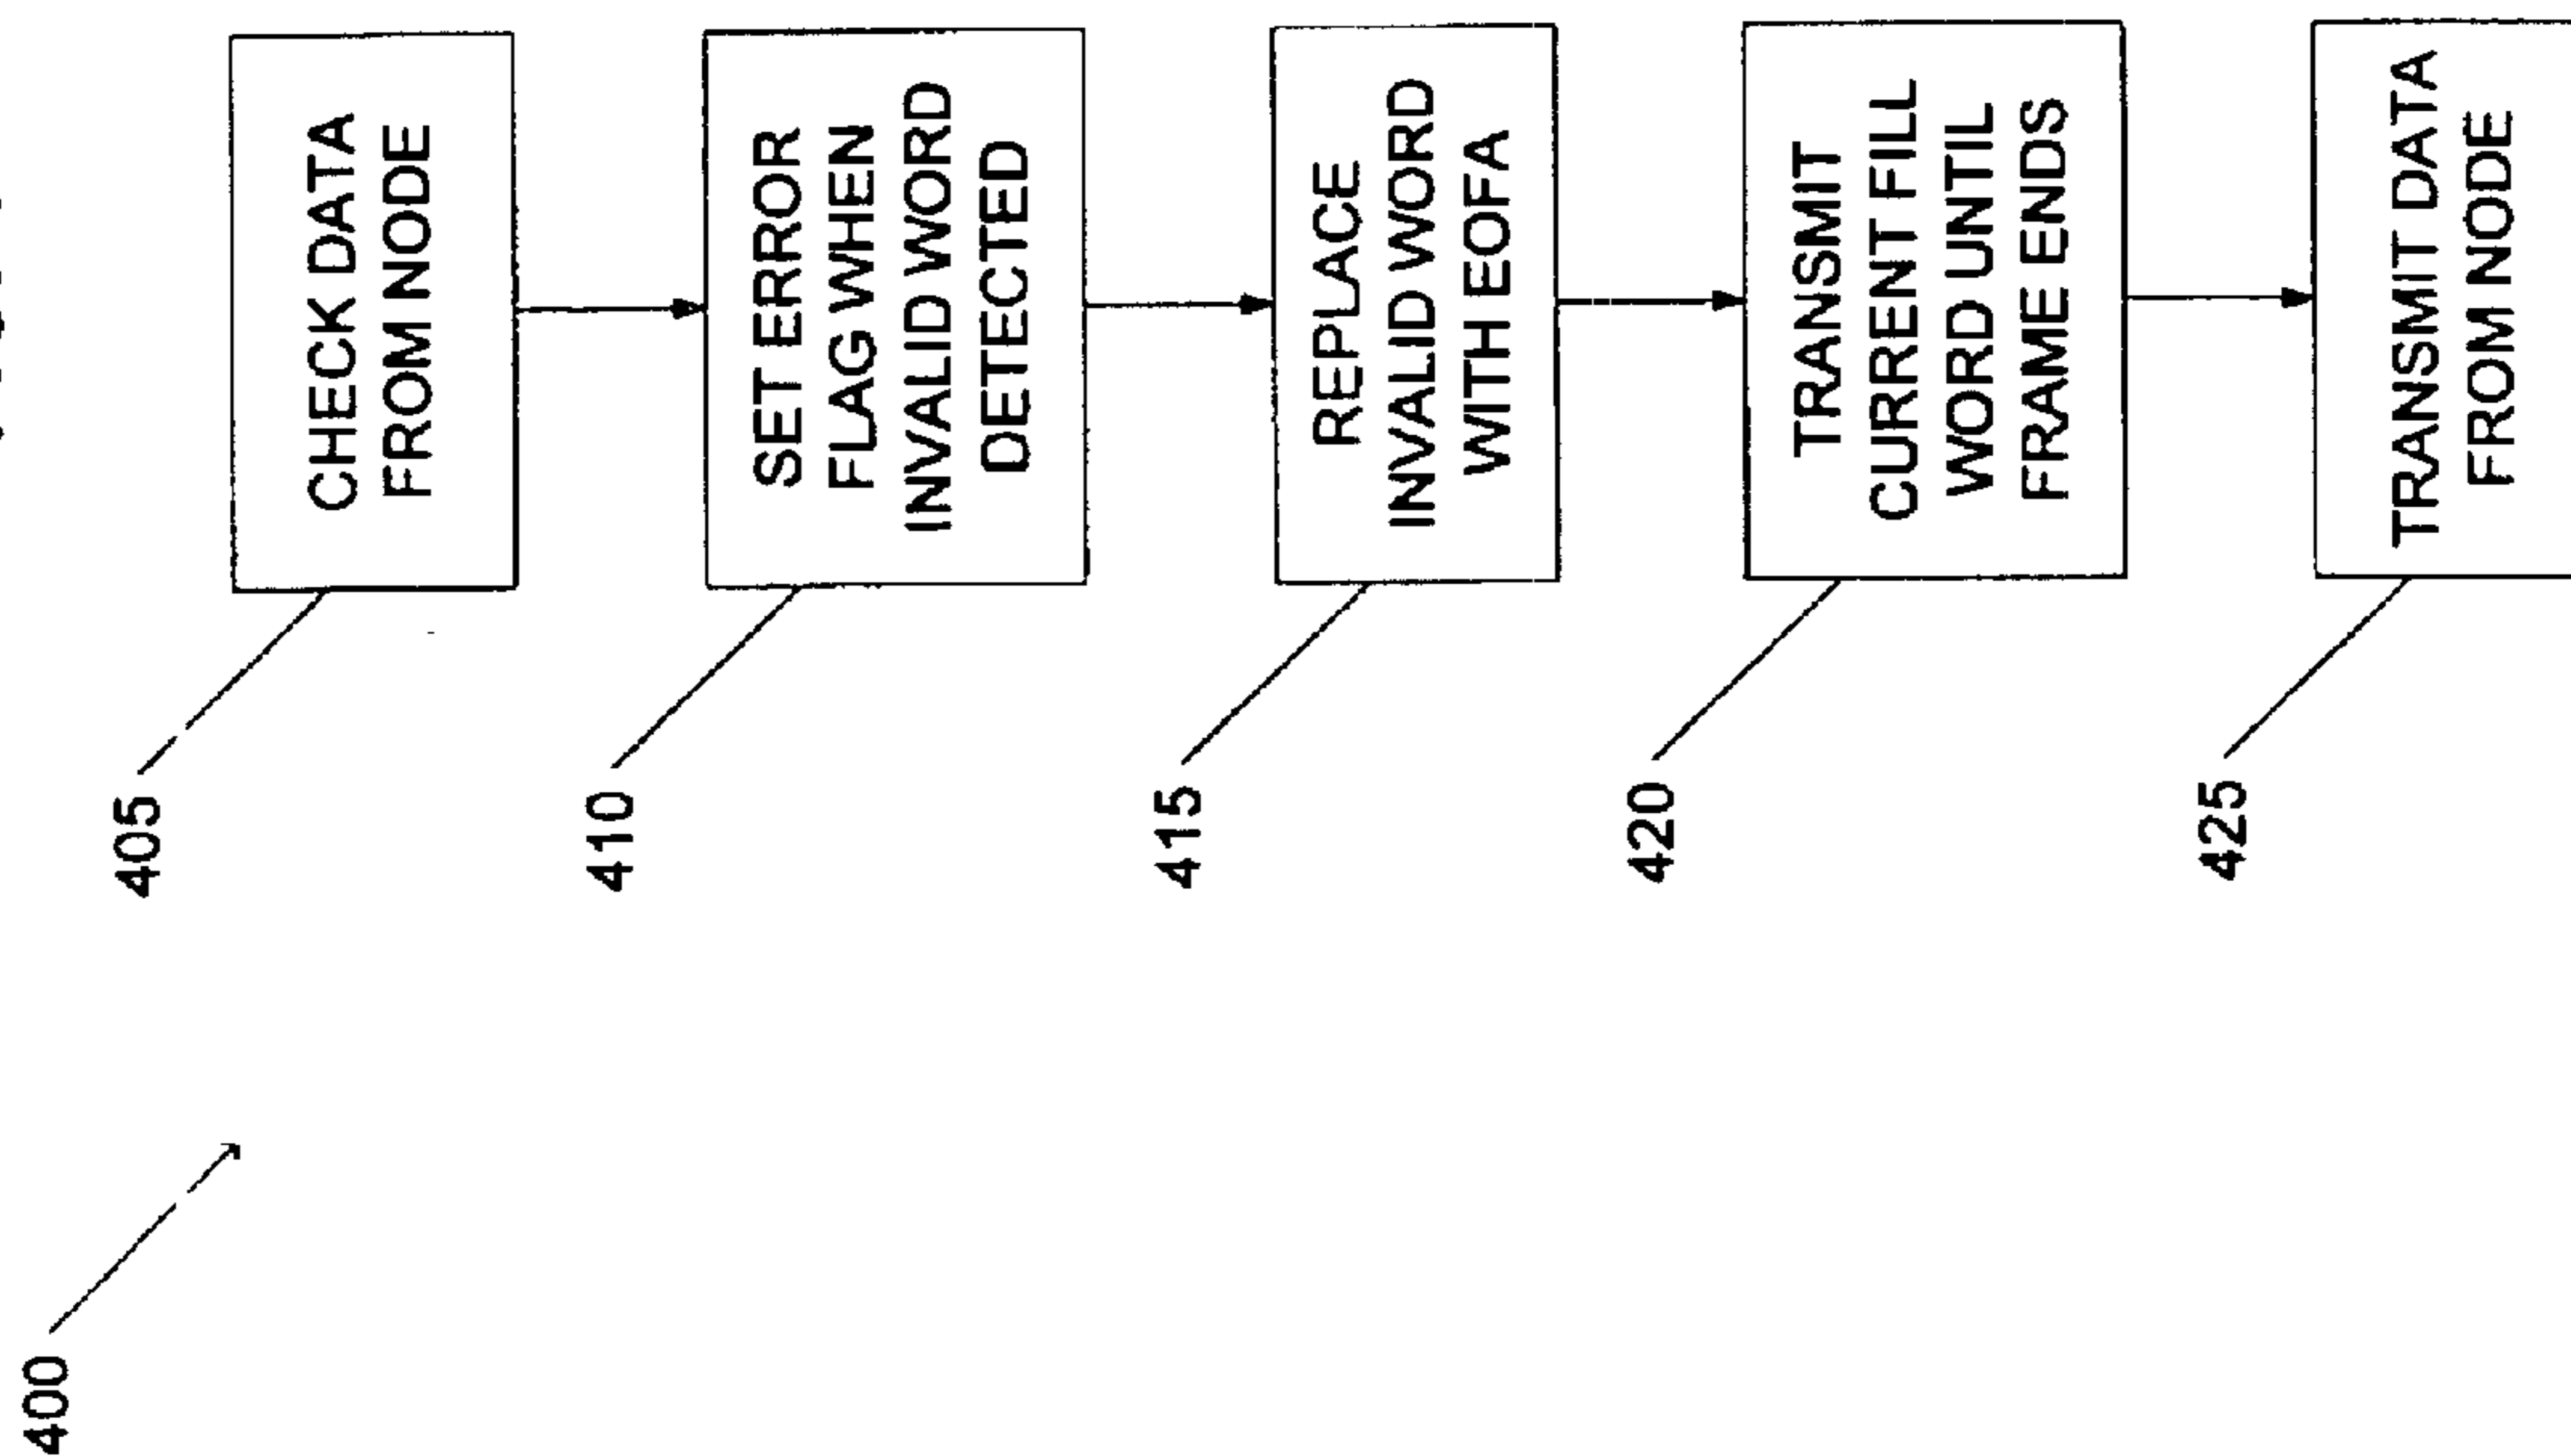 400
405
CHECK DATA
FROM NODE
410
SET ERROR
FLAG WHEN
INVALID WORD
DETECTED
415
REPLACE
INVALID WORD
WITH EOFA
420
TRANSMIT
CURRENT FILL
WORD UNTIL
FRAME ENDS
425
TRANSMIT DATA
FROM NODE